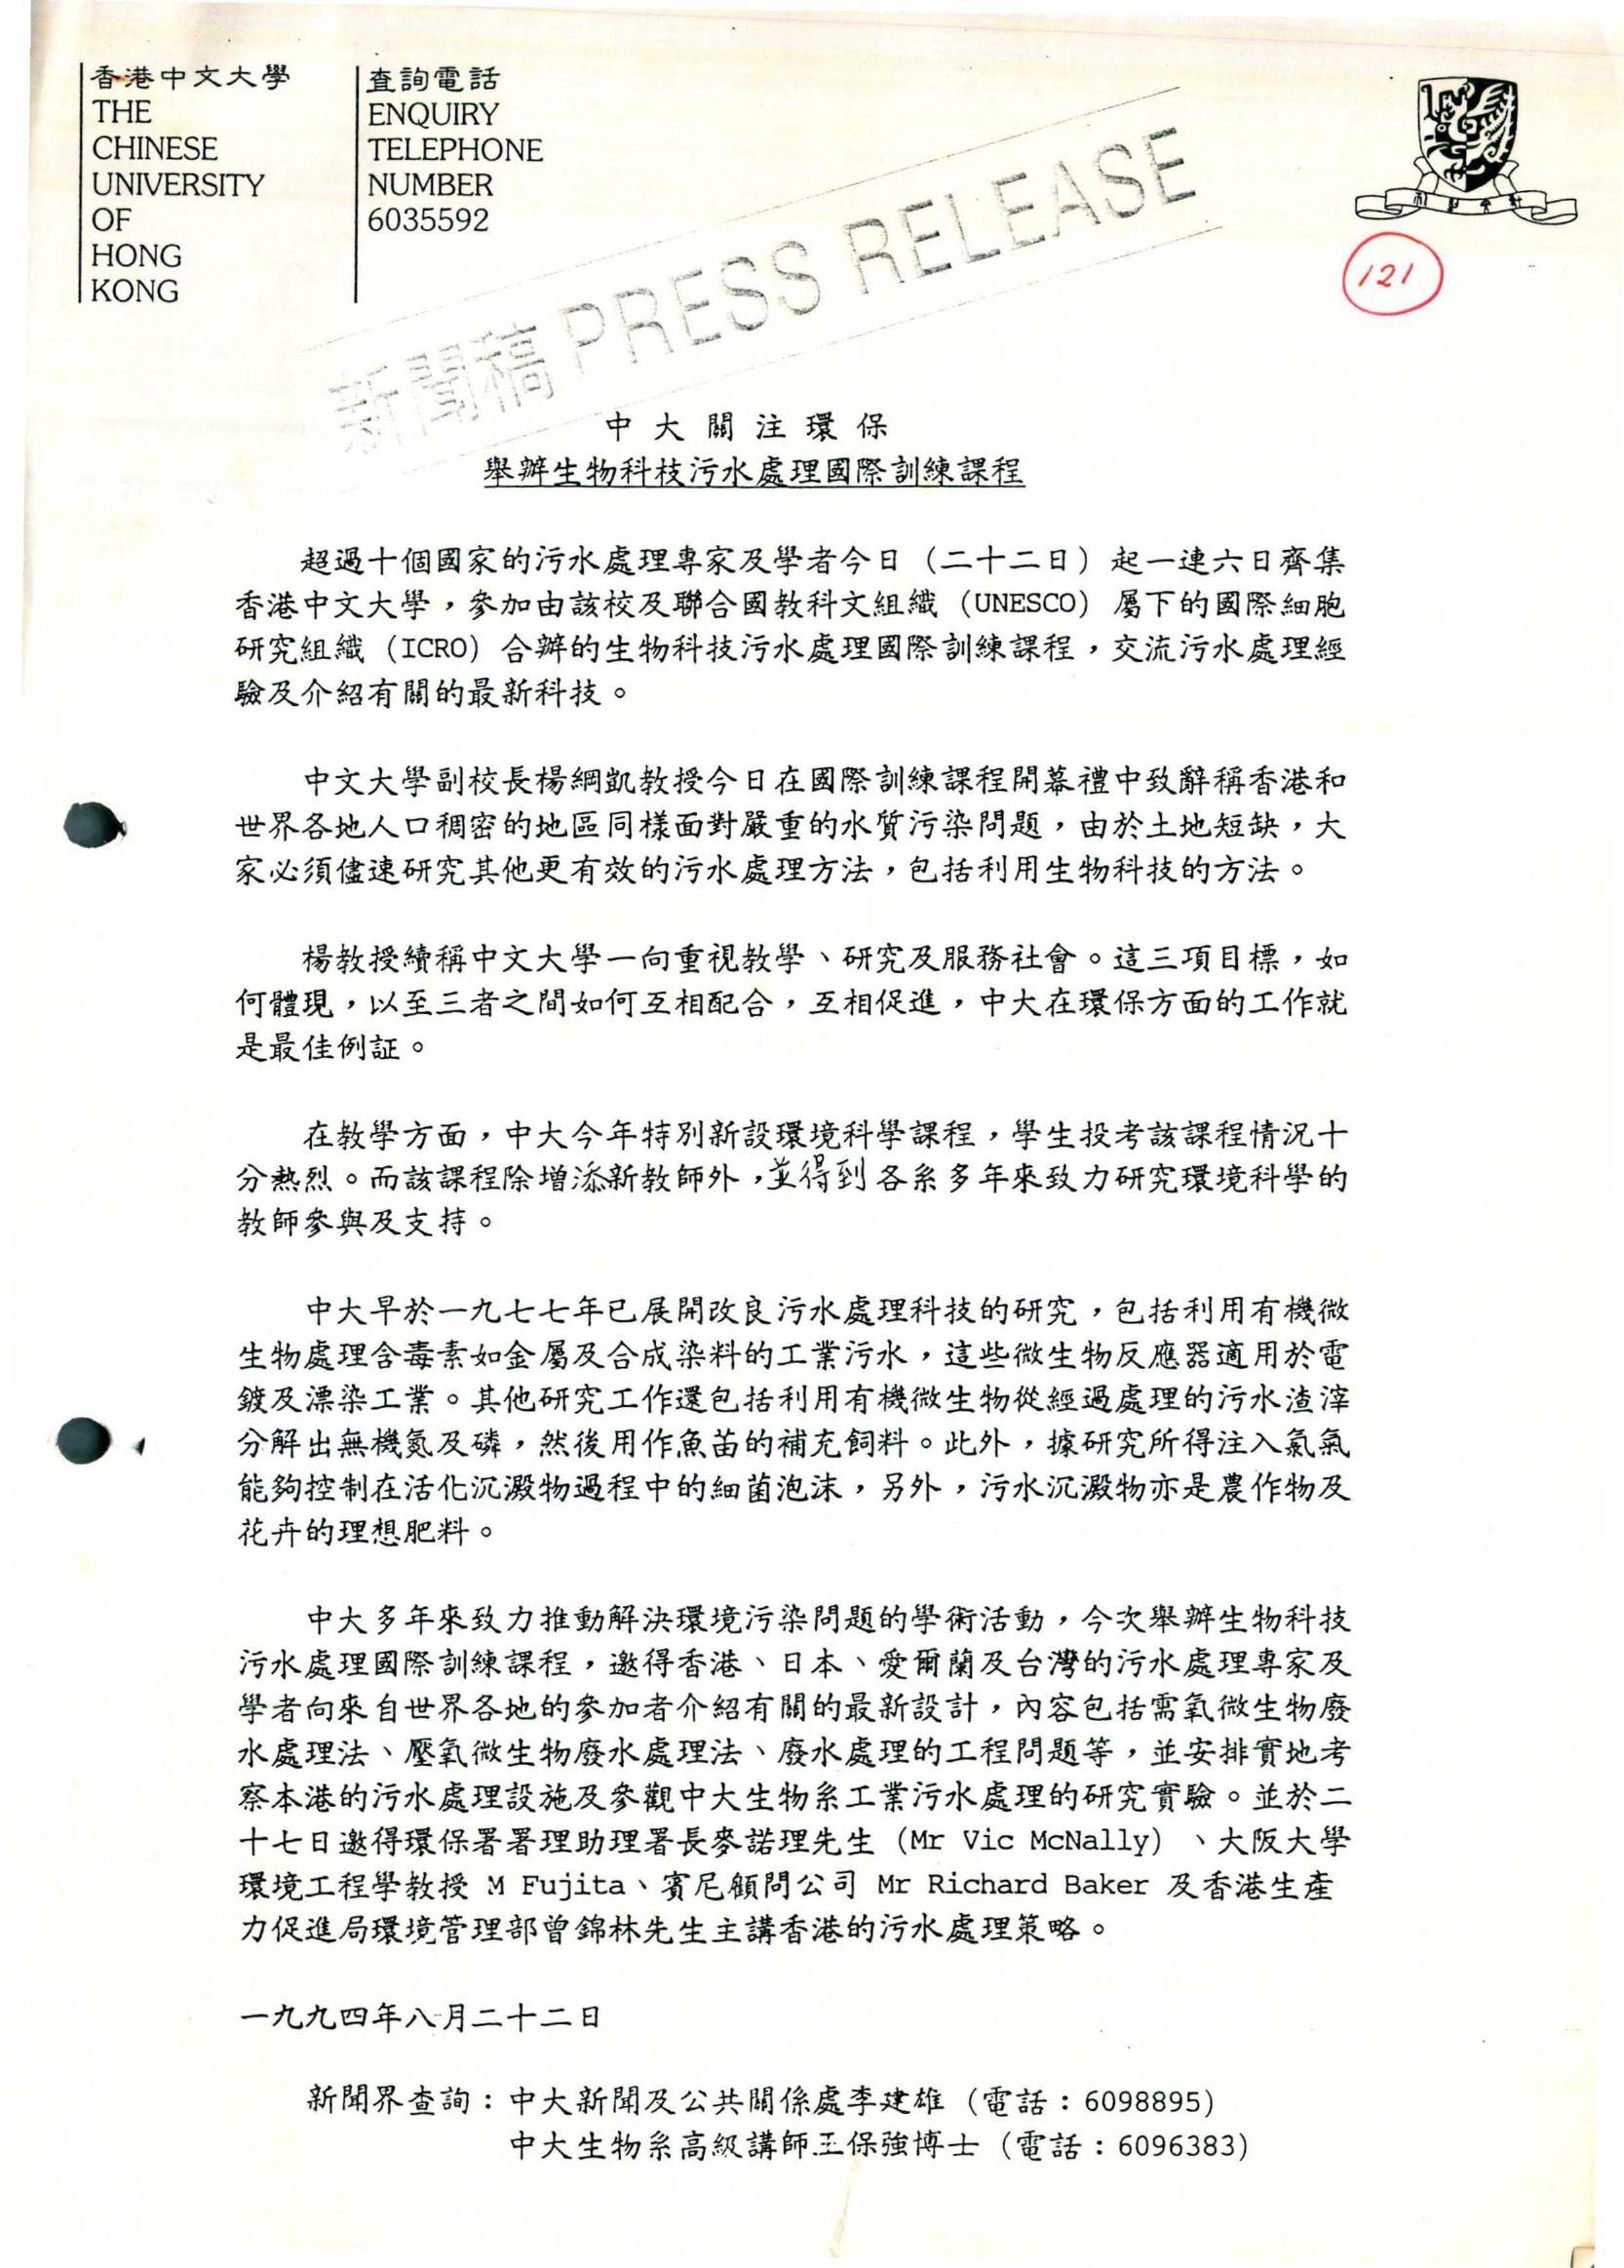 香港中文大學
THE
CHINESE
UNIVERSITY
OF
HONG
KONG
查詢電話
ENQUIRY
TELEPHONE
NUMBER
6035592
新聞稿 PRESS RELEASE
121
中大關注環保
舉辦生物科枝污水處理國際訓練課程
超過十個國家的污水處理專家及學者今日（二十二日）起一連六日齊集
香港中文大學，參加由該校及聯合國教科文組織（UNESCO）屬下的國際細胞
研究組織（ICRO）合辦的生物科技污水處理國際訓練課程，交流污水處理經
驗及介紹有關的最新科技。
中文大學副校長楊綱凱教授今日在國際訓練課程開幕禮中致辭稱香港和
世界各地人口稠密的地區同樣面對嚴重的水質污染問題，由於土地短缺，大
家必須儘速研究其他更有效的污水處理方法，包括利用生物科技的方法。
楊教授續稱中文大學一向重視教學、研究及服務社會。這三項目標，如
何體現，以至三者之間如何互相配合，互相促進，中大在環保方面的工作就
是最佳例証。
在教學方面，中大今年特別新設環境科學課程，學生投考該課程情況十
分熱烈。而該課程除增添新教師外，並得到各系多年來致力研究環境科學的
教師參與及支持。
中大早於一九七七年已展開改良污水處理科技的研究，包括利用有機微
生物處理含毒素如金屬及合成染料的工業污水，這些微生物反應器適用於電
鍍及漂染工業。其他研究工作還包括利用有機微生物從經過處理的污水渣滓
分解出無機氮及磷，然後用作魚苗的補充飼料。此外，據研究所得注入氯氣
能夠控制在活化沉澱物過程中的細菌泡沫，另外，污水沉澱物亦是農作物及
花卉的理想肥料。
中大多年來致力推動解決環境污染問題的學術活動，今次舉辦生物科技
污水處理國際訓練課程，邀得香港、日本、愛爾蘭及台灣的污水處理專家及
學者向來自世界各地的參加者介紹有關的最新設計，內容包括需氧微生物廢
水處理法、壓氧微生物廢水處理法、廢水處理的工程問題等，並安排實地考
察本港的污水處理設施及參觀中大生物系工業污水處理的研究實驗。並於二
十七日邀得環保署署理助理署長麥諾理先生（Mr Vic McNally）、大阪大學
環境工程學教授 M Fujita、賓尼顧問公司 Mr Richard Baker 及香港生產
力促進局環境管理部曾錦林先生主講香港的污水處理策略。
一九九四年八月二十二日
新聞界查詢：中大新聞及公共關係處李建雄（電話：6098895）
中大生物系高級講師王保強博士（電話：6096383）